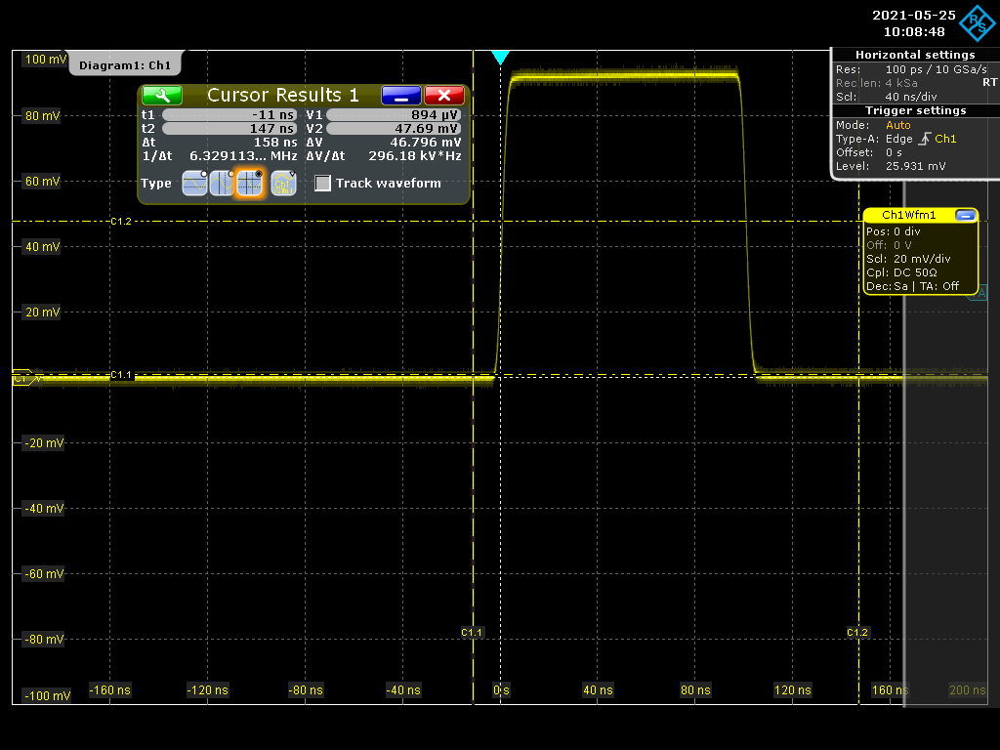 2021-05-25
10:08:48
R S
Diagram1: Ch1
Horizontal settings
Res: 100 ps / 10 GSa/s
Rec len: 4 kSa RT
Scl: 40 ns/div
Trigger settings
Mode: Auto
Type-A: Edge Ch1
Offset: 0 s
Level: 25.931 mV
Cursor Results 1
t1 -11 ns V1 894 µV
t2 147 ns V2 47.69 mV
Δt 158 ns ΔV 46.796 mV
1/Δt 6.329113... MHz ΔV/Δt 296.18 kV*Hz
Type Track waveform
Ch1Wfm1
Pos: 0 div
Off: 0 V
Scl: 20 mV/div
Cpl: DC 50Ω
Dec: Sa | TA: Off
TA
100 mV
80 mV
60 mV
C1.2
40 mV
20 mV
C1 V
C1.1
-20 mV
-40 mV
-60 mV
-80 mV
-100 mV
C1.1
C1.2
-160 ns -120 ns -80 ns -40 ns 0 s 40 ns 80 ns 120 ns 160 ns 200 ns